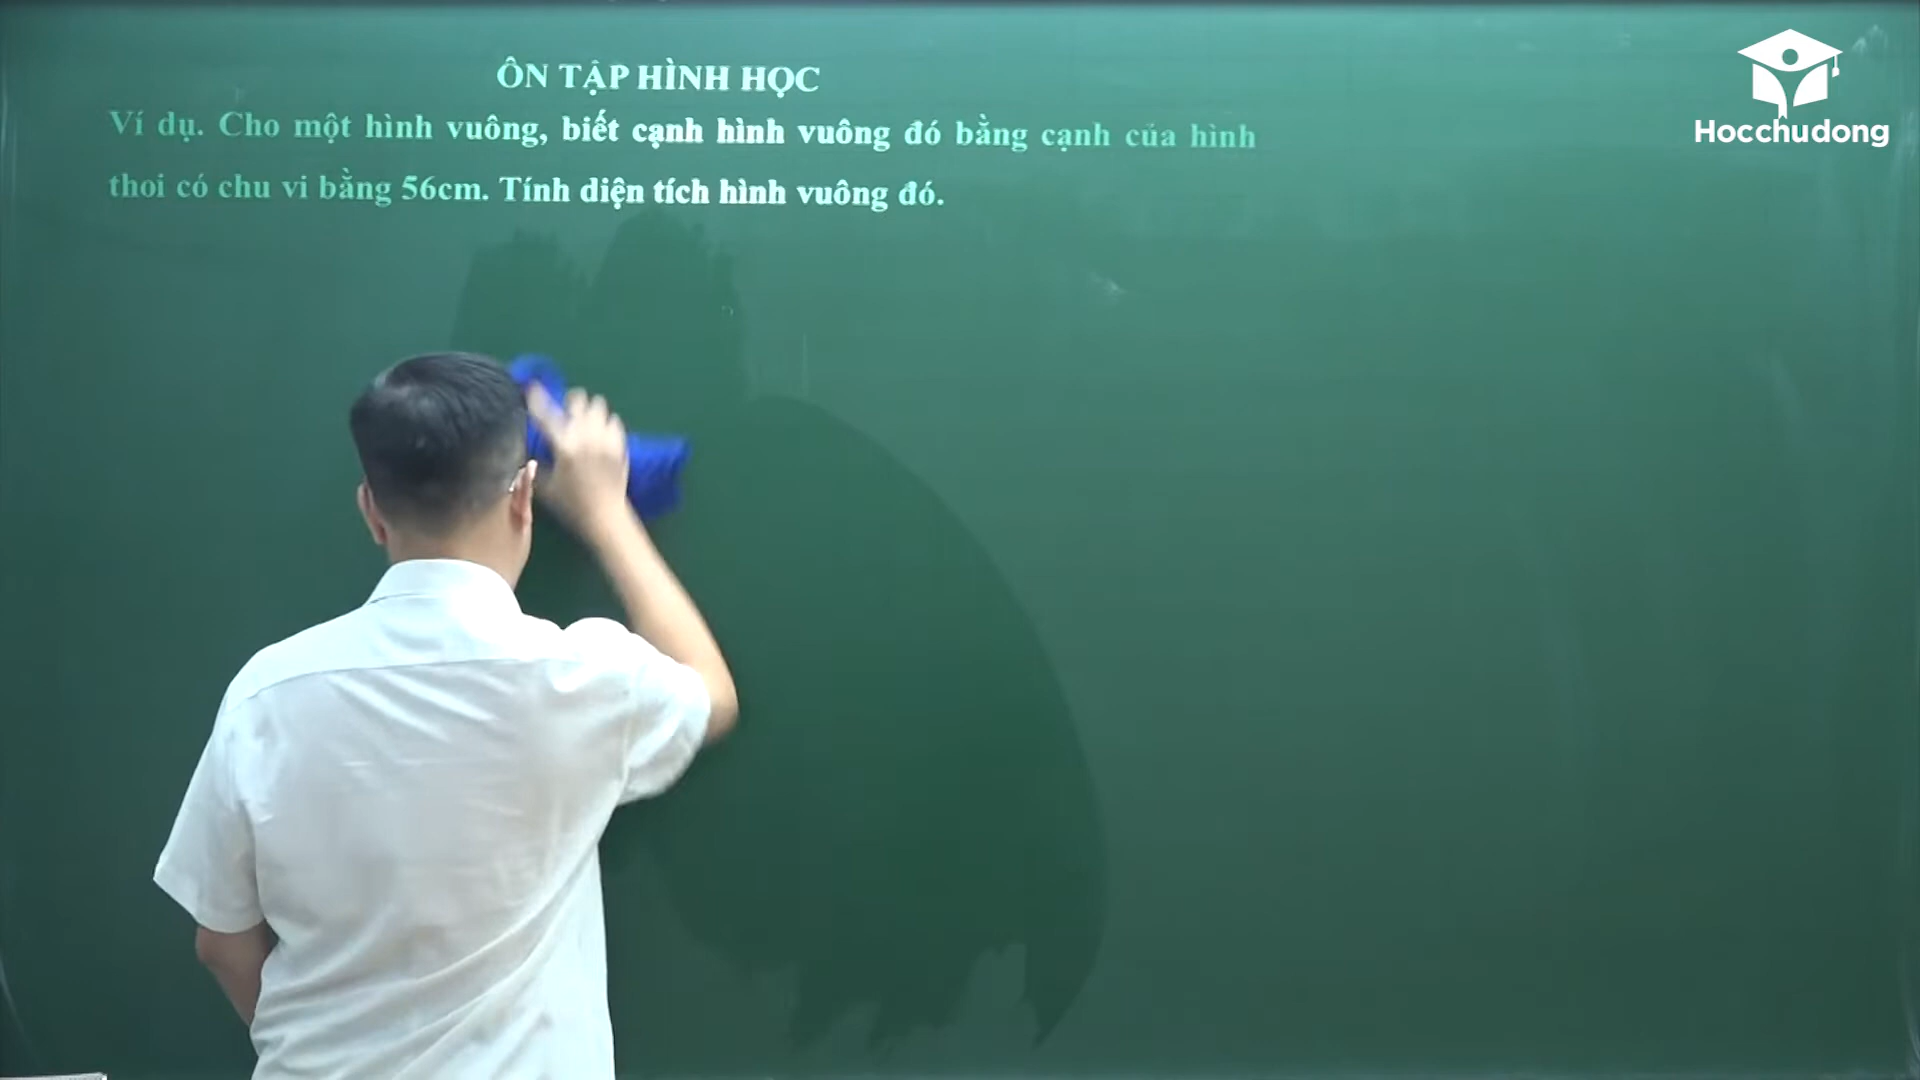 ÔN TẬP HÌNH HỌC
Ví dụ. Cho một hình vuông, biết cạnh hình vuông đó bằng cạnh của hình
thoi có chu vi bằng 56cm. Tính diện tích hình vuông đó.
Hocchudong